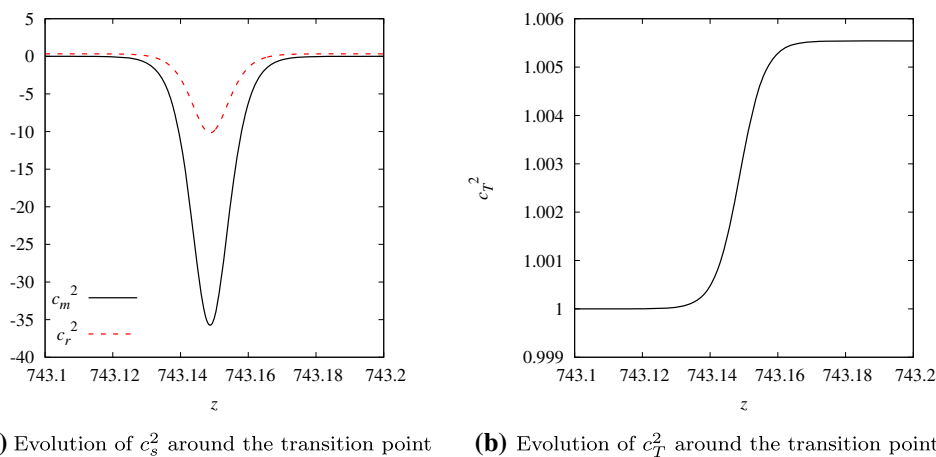 5
0
-5
-10
-15
-20
-25
-30
-35
-40
c_m^2
c_r^2
743.1 743.12 743.14 743.16 743.18 743.2
z
1.006
1.005
1.004
1.003
1.002
1.001
1
0.999
c_T^2
743.1 743.12 743.14 743.16 743.18 743.2
z
) Evolution of c_s^2 around the transition point
(b) Evolution of c_T^2 around the transition point